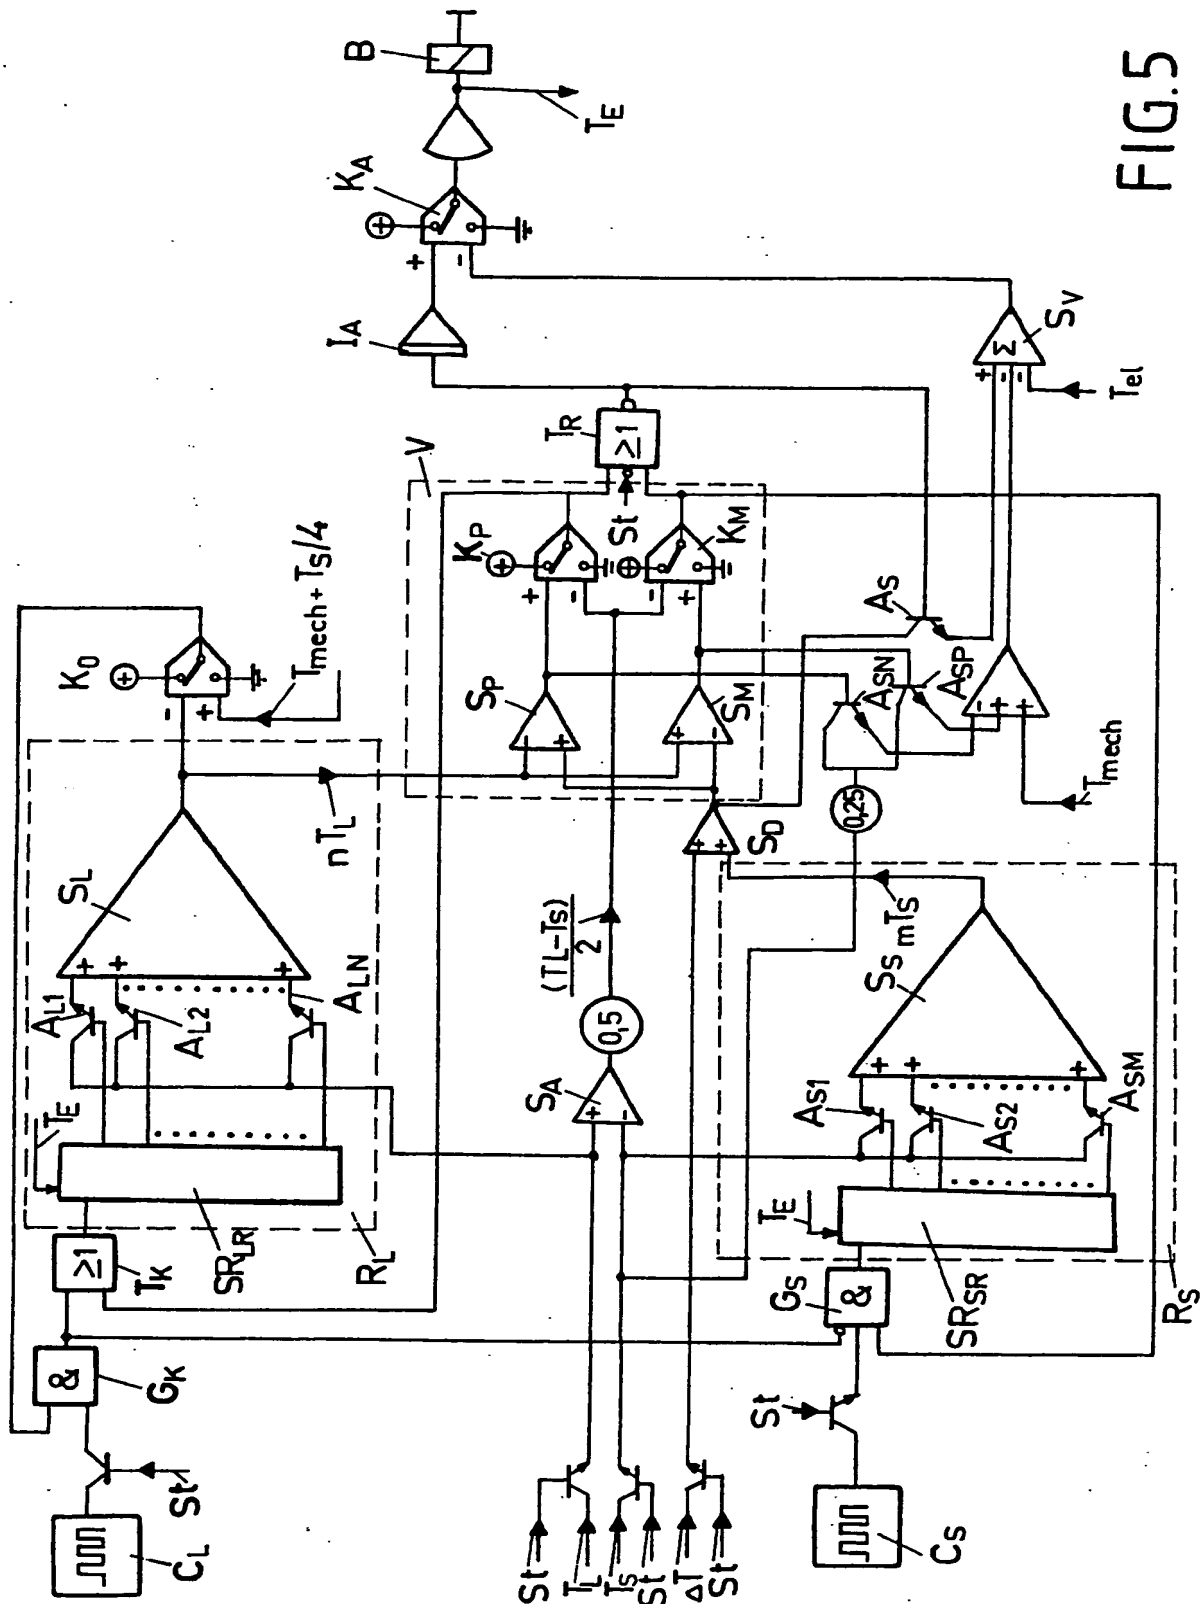 FIG.5
B
T_E
K_A
+
-
I_A
S_V
Σ
+
-
-
T_el
T_R
≥1
V
St
K_P
K_M
+
-
-
+
K_0
-
+
T_mech + T_S/4
S_P
S_M
-
+
+
-
A_S
A_SN
A_SP
-
+
+
T_mech
0,25
S_D
+
+
nT_L
S_L
+
+
+
A_L1
A_L2
A_LN
T_E
SR_LR
R_L
(T_L-T_S)
2
0,5
S_A
+
-
mT_S
S_S
+
+
+
A_S1
A_S2
A_SM
T_E
SR_SR
R_S
≥1
T_K
&
G_K
G_S
&
St
St
C_L
C_S
St
T_L
T_S
St
ΔT
St